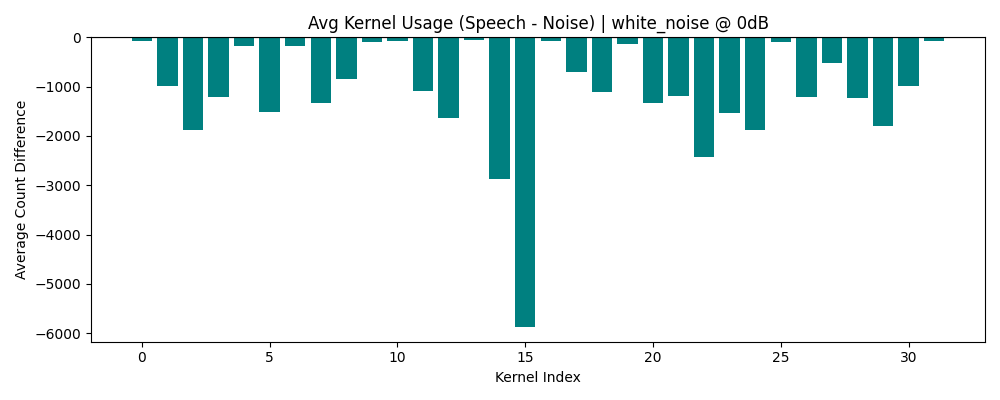 Avg Kernel Usage (Speech - Noise) | white_noise @ 0dB
0
−1000
−2000
−3000
−4000
−5000
−6000
Average Count Difference
0 5 10 15 20 25 30
Kernel Index